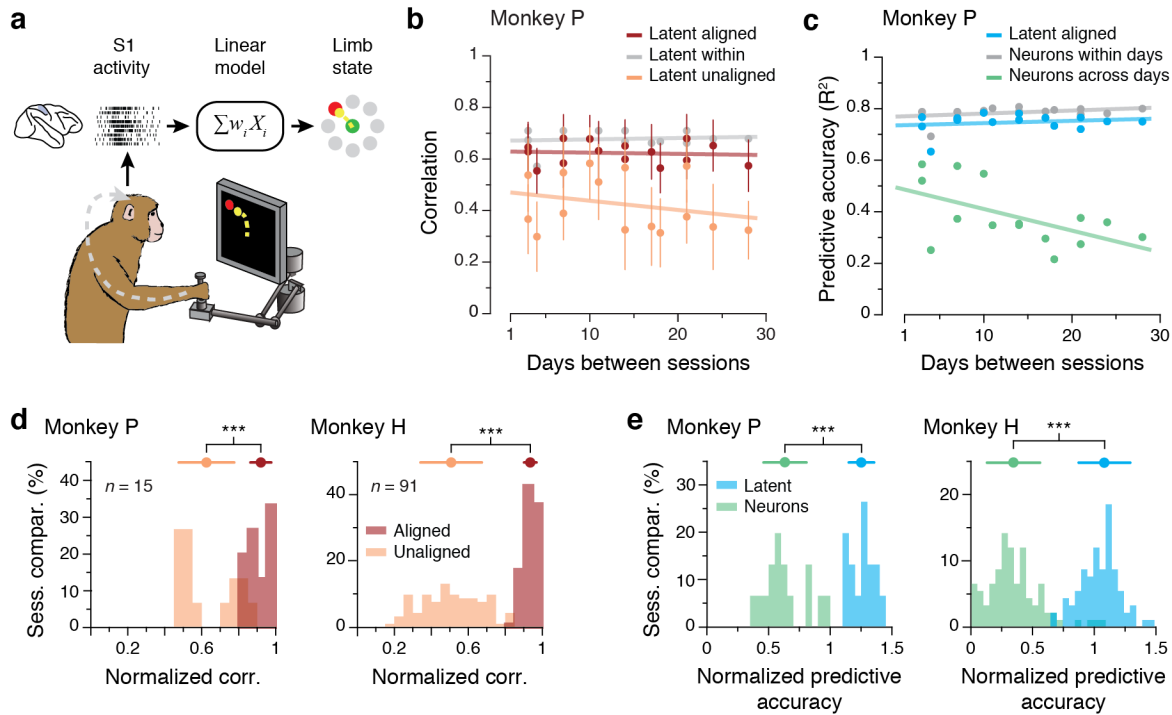 a
S1
activity
Linear
model
Limb
state
∑wᵢXᵢ
b
Monkey P
Latent aligned
Latent within
Latent unaligned
Correlation
1
0.8
0.6
0.4
0.2
0
1
10
20
30
Days between sessions
c
Monkey P
Latent aligned
Neurons within days
Neurons across days
Predictive accuracy (R²)
1
0.8
0.6
0.4
0.2
0
1
10
20
30
Days between sessions
d
Monkey P
***
n = 15
Sess. compar. (%)
40
30
20
10
0
0.2
0.6
1
Normalized corr.
Monkey H
***
n = 91
Aligned
Unaligned
40
20
0
0.2
0.6
1
Normalized corr.
e
Monkey P
***
Latent
Neurons
Sess. compar. (%)
30
20
10
0
0
0.5
1
1.5
Normalized predictive
accuracy
Monkey H
***
20
10
0
0
0.5
1
1.5
Normalized predictive
accuracy